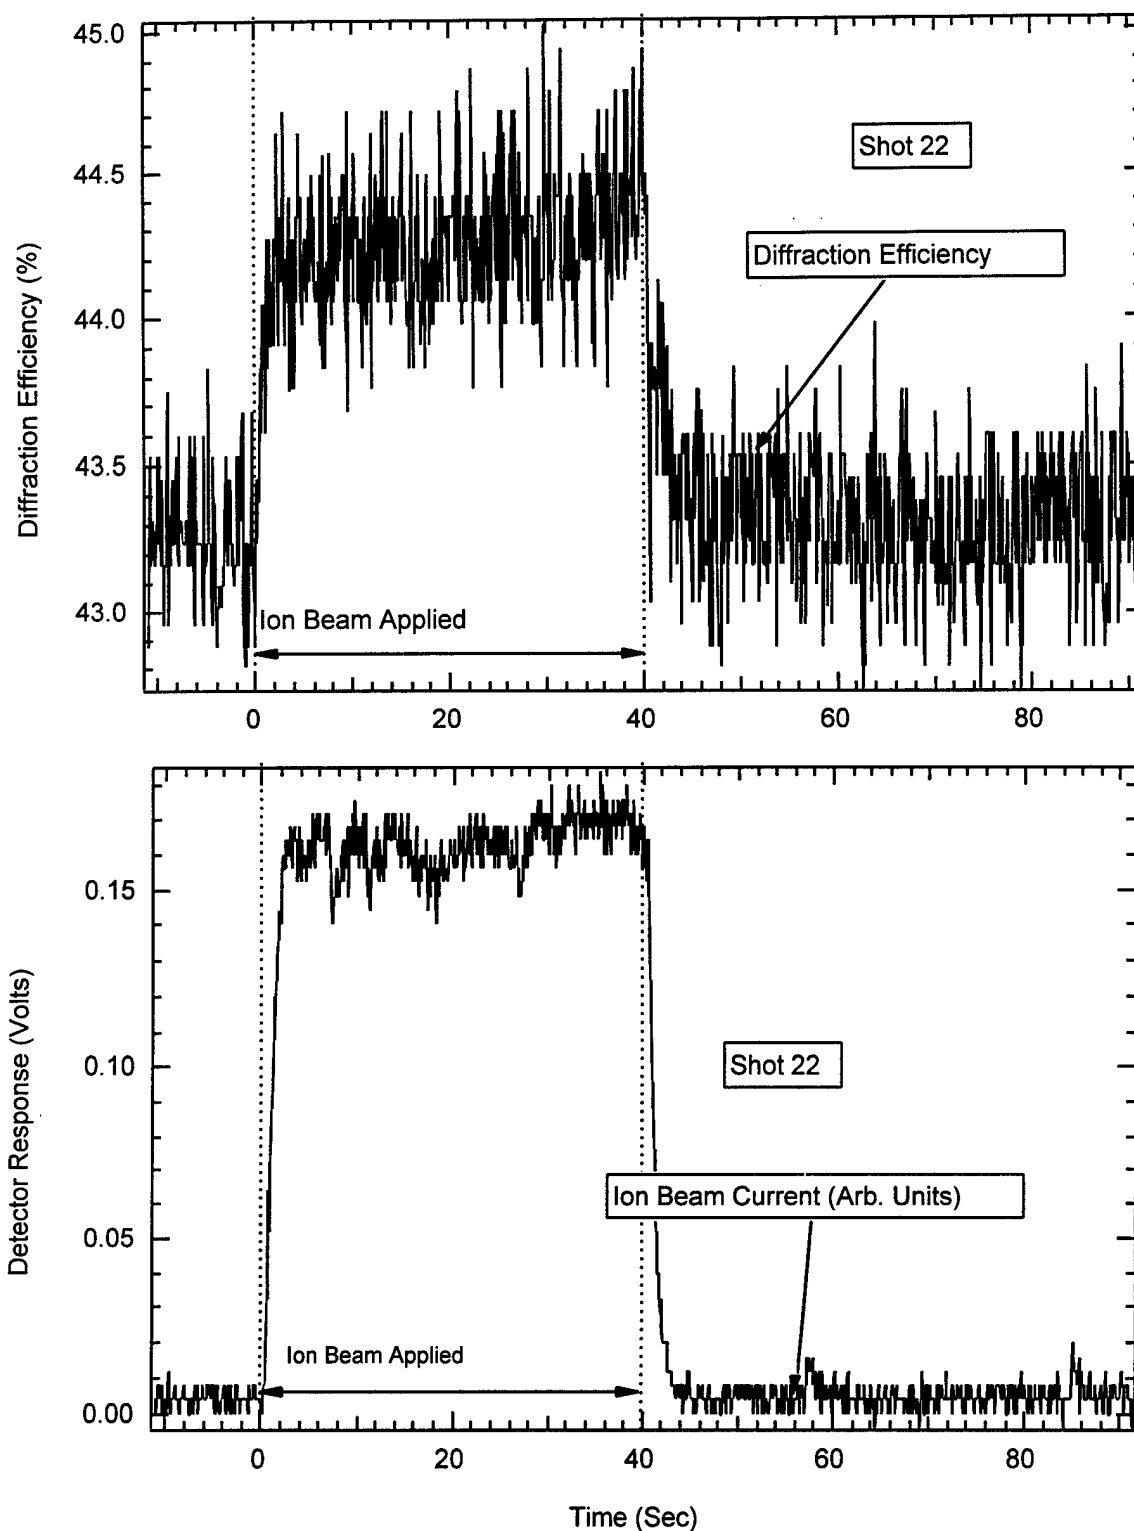 45.0
Shot 22
44.5
Diffraction Efficiency
44.0
Diffraction Efficiency (%)
43.5
43.0
Ion Beam Applied
0 20 40 60 80
0.15
Shot 22
0.10
Detector Response (Volts)
Ion Beam Current (Arb. Units)
0.05
Ion Beam Applied
0.00
0 20 40 60 80
Time (Sec)